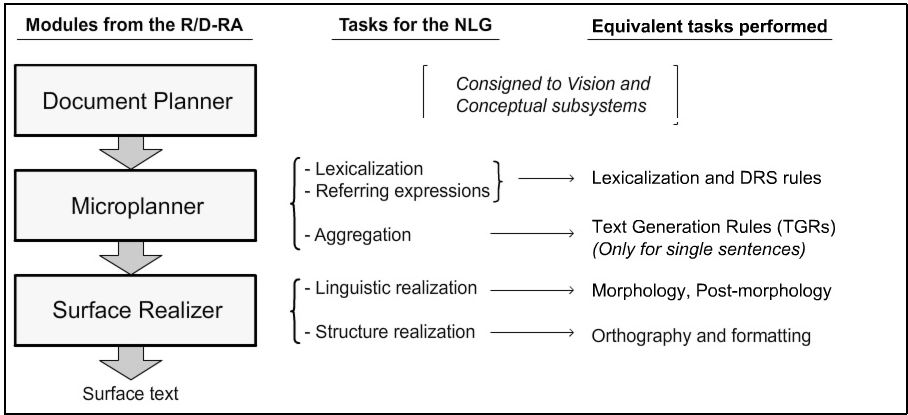 Modules from the R/D-RA
Tasks for the NLG
Equivalent tasks performed
Document Planner
Consigned to Vision and
Conceptual subsystems
Microplanner
- Lexicalization
- Referring expressions
Lexicalization and DRS rules
- Aggregation
Text Generation Rules (TGRs)
(Only for single sentences)
Surface Realizer
- Linguistic realization
Morphology, Post-morphology
- Structure realization
Orthography and formatting
Surface text